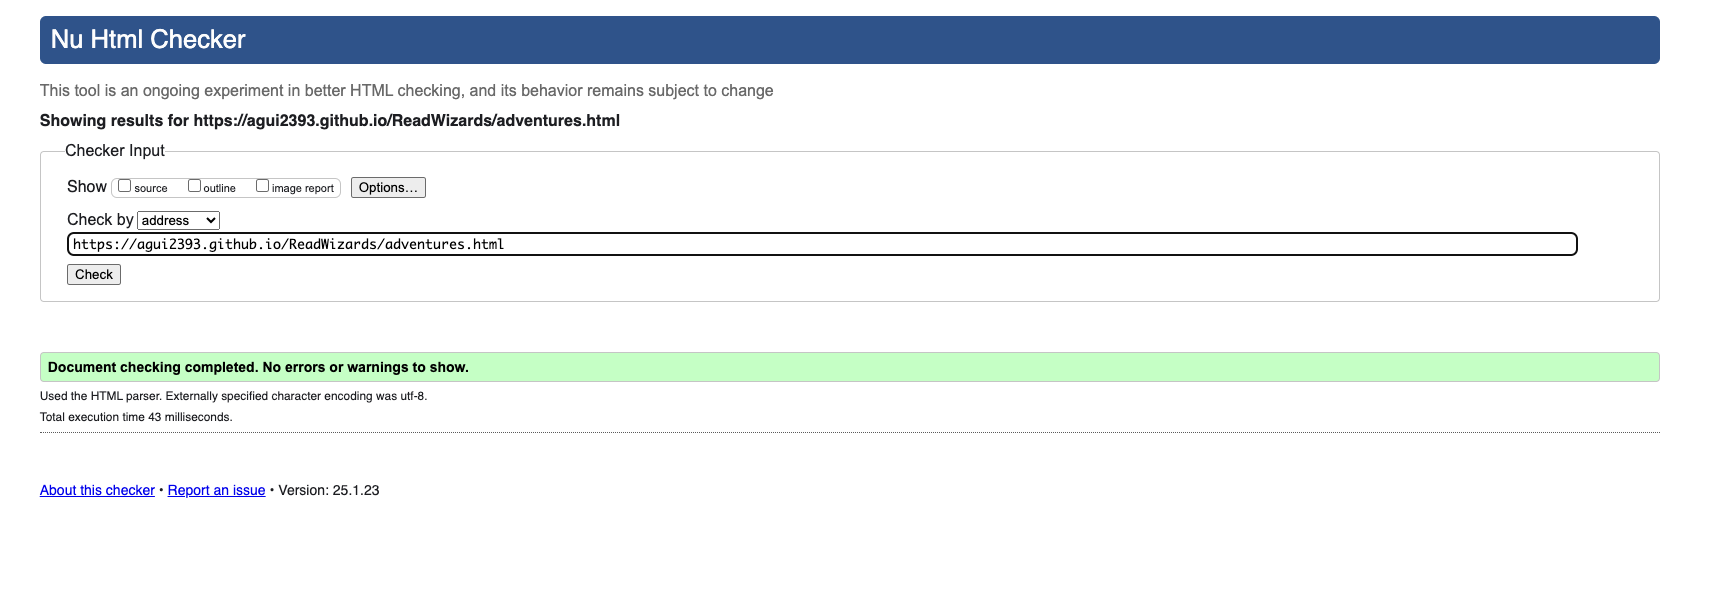 Nu Html Checker
This tool is an ongoing experiment in better HTML checking, and its behavior remains subject to change
Showing results for https://agui2393.github.io/ReadWizards/adventures.html
Checker Input
Show source outline image report Options...
Check by address
https://agui2393.github.io/ReadWizards/adventures.html
Check
Document checking completed. No errors or warnings to show.
Used the HTML parser. Externally specified character encoding was utf-8.
Total execution time 43 milliseconds.
About this checker • Report an issue • Version: 25.1.23